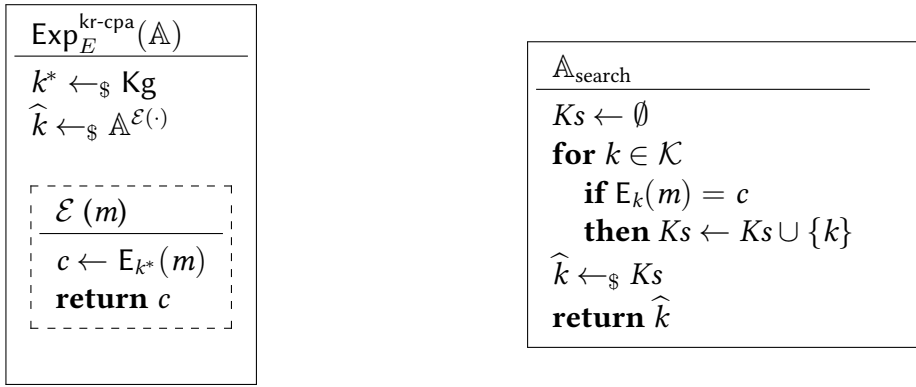 Exp_E^{kr-cpa}(𝔸)
k* ←$ Kg
k̂ ←$ 𝔸^{ℰ(·)}
ℰ (m)
c ← E_{k*}(m)
return c
𝔸_search
Ks ← ∅
for k ∈ 𝒦
if E_k(m) = c
then Ks ← Ks ∪ {k}
k̂ ←$ Ks
return k̂